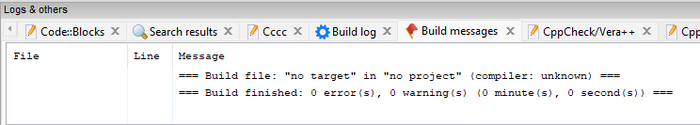 Logs & others
Code::Blocks Search results Cccc Build log Build messages CppCheck/Vera++ Cpp
File Line Message
=== Build file: "no target" in "no project" (compiler: unknown) ===
=== Build finished: 0 error(s), 0 warning(s) (0 minute(s), 0 second(s)) ===